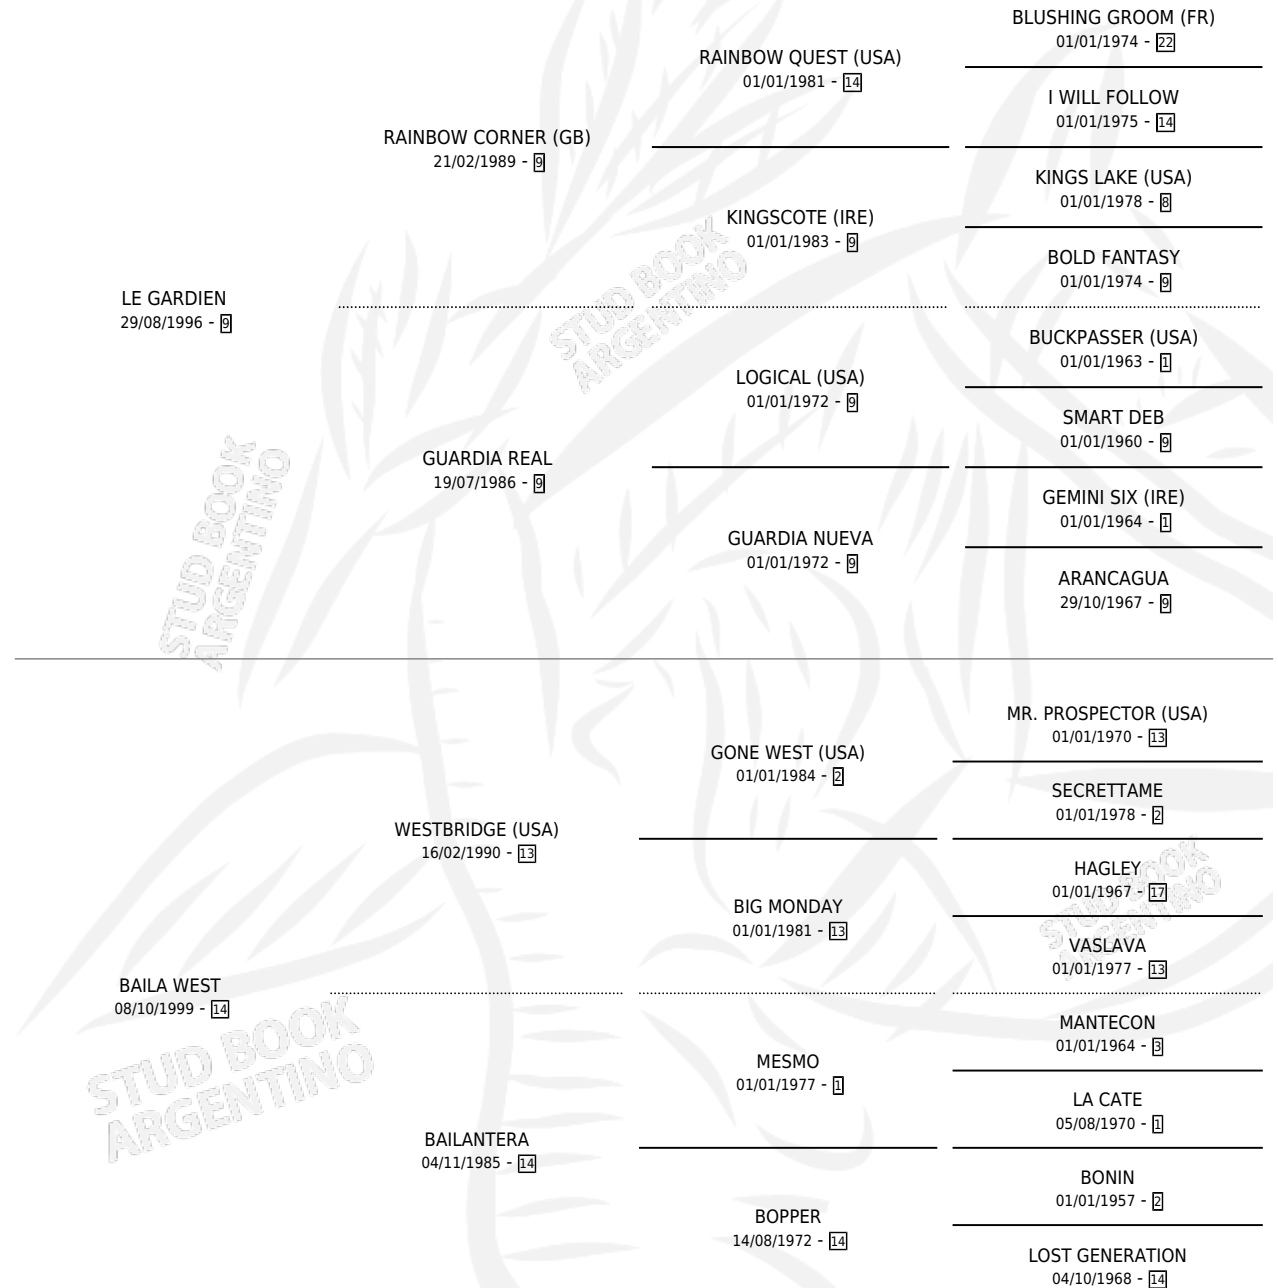 BLUSHING GROOM (FR)
01/01/1974 - 22
RAINBOW QUEST (USA)
01/01/1981 - 14
I WILL FOLLOW
01/01/1975 - 14
RAINBOW CORNER (GB)
21/02/1989 - 9
KINGS LAKE (USA)
01/01/1978 - 8
KINGSCOTE (IRE)
01/01/1983 - 9
BOLD FANTASY
01/01/1974 - 9
LE GARDIEN
29/08/1996 - 9
BUCKPASSER (USA)
01/01/1963 - 1
LOGICAL (USA)
01/01/1972 - 9
SMART DEB
01/01/1960 - 9
GUARDIA REAL
19/07/1986 - 9
GEMINI SIX (IRE)
01/01/1964 - 1
GUARDIA NUEVA
01/01/1972 - 9
ARANCAGUA
29/10/1967 - 9
MR. PROSPECTOR (USA)
01/01/1970 - 13
GONE WEST (USA)
01/01/1984 - 2
SECRETTAME
01/01/1978 - 2
WESTBRIDGE (USA)
16/02/1990 - 13
HAGLEY
01/01/1967 - 17
BIG MONDAY
01/01/1981 - 13
VASLAVA
01/01/1977 - 13
BAILA WEST
08/10/1999 - 14
MANTECON
01/01/1964 - 3
MESMO
01/01/1977 - 1
LA CATE
05/08/1970 - 1
BAILANTERA
04/11/1985 - 14
BONIN
01/01/1957 - 2
BOPPER
14/08/1972 - 14
LOST GENERATION
04/10/1968 - 14
STUD BOOK
ARGENTINO
STUD BOOK
ARGENTINO
STUD BOOK
ARGENTINO
STUD BOOK
ARGENTINO